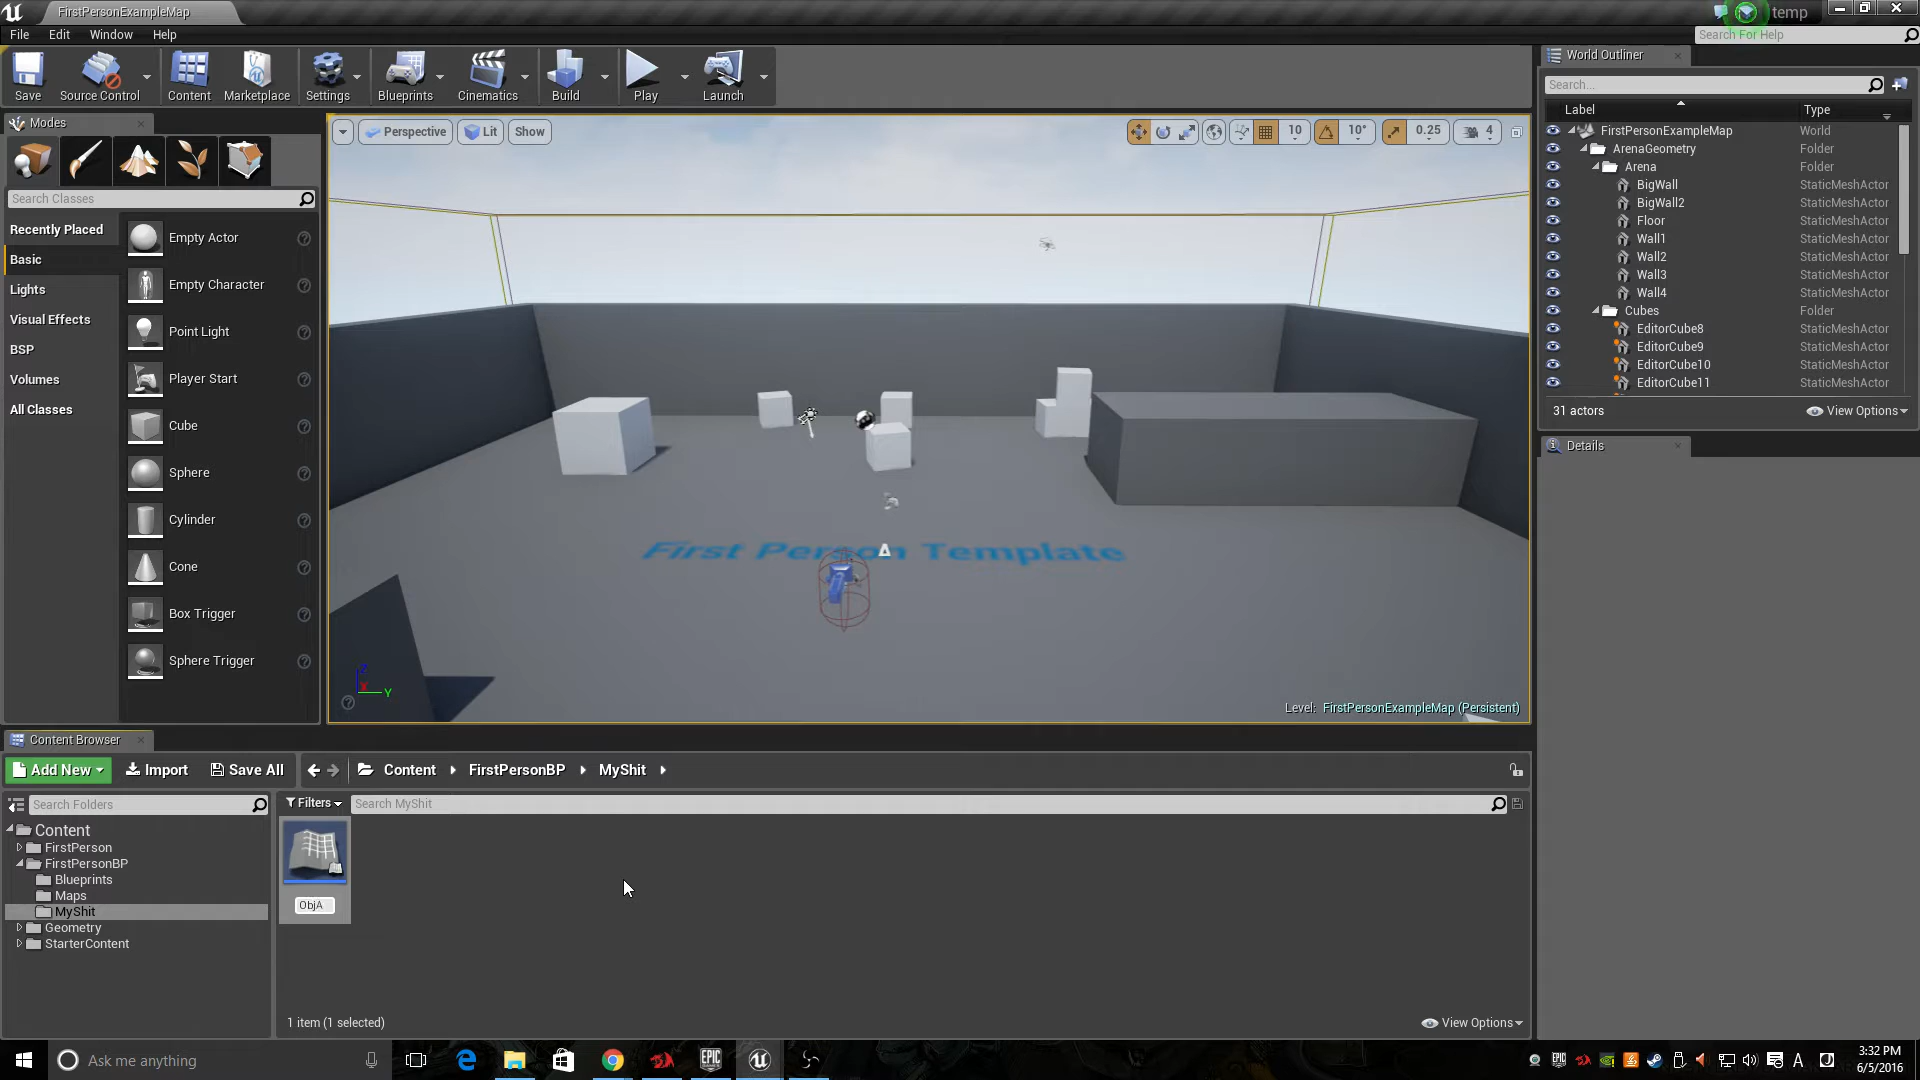 FirstPersonExampleMap
temp
File Edit Window Help
Search For Help
Save Source Control Content Marketplace Settings Blueprints Cinematics Build Play Launch
World Outliner
Search...
Label Type
FirstPersonExampleMap World
ArenaGeometry Folder
Arena Folder
BigWall StaticMeshActor
BigWall2 StaticMeshActor
Floor StaticMeshActor
Wall1 StaticMeshActor
Wall2 StaticMeshActor
Wall3 StaticMeshActor
Wall4 StaticMeshActor
Cubes Folder
EditorCube8 StaticMeshActor
EditorCube9 StaticMeshActor
EditorCube10 StaticMeshActor
EditorCube11 StaticMeshActor
31 actors View Options
Details
Modes
Search Classes
Recently Placed
Basic
Lights
Visual Effects
BSP
Volumes
All Classes
Empty Actor
Empty Character
Point Light
Player Start
Cube
Sphere
Cylinder
Cone
Box Trigger
Sphere Trigger
Perspective Lit Show
10 10° 0.25 4
First Person Template
Z
X
Y
Level: FirstPersonExampleMap (Persistent)
Content Browser
Add New Import Save All Content FirstPersonBP MyShit
Search Folders
Filters Search MyShit
Content
FirstPerson
FirstPersonBP
Blueprints
Maps
MyShit
Geometry
StarterContent
ObjA
1 item (1 selected) View Options
Ask me anything
EPIC
GAMES
A
3:32 PM
6/5/2016